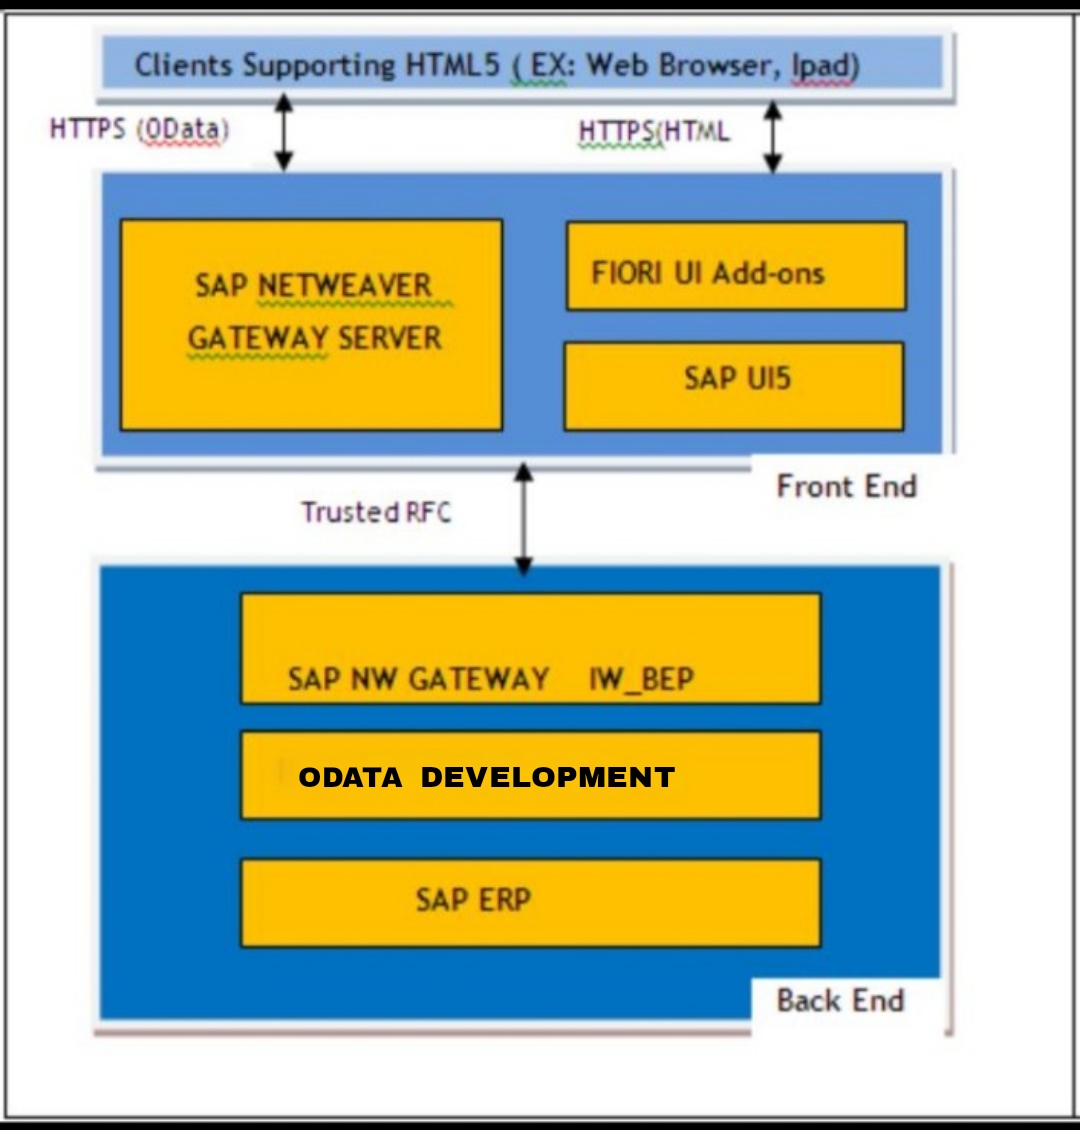 Clients Supporting HTML5 ( EX: Web Browser, Ipad)
HTTPS (OData)
HTTPS(HTML
SAP NETWEAVER
GATEWAY SERVER
FIORI UI Add-ons
SAP UI5
Front End
Trusted RFC
SAP NW GATEWAY IW_BEP
ODATA DEVELOPMENT
SAP ERP
Back End